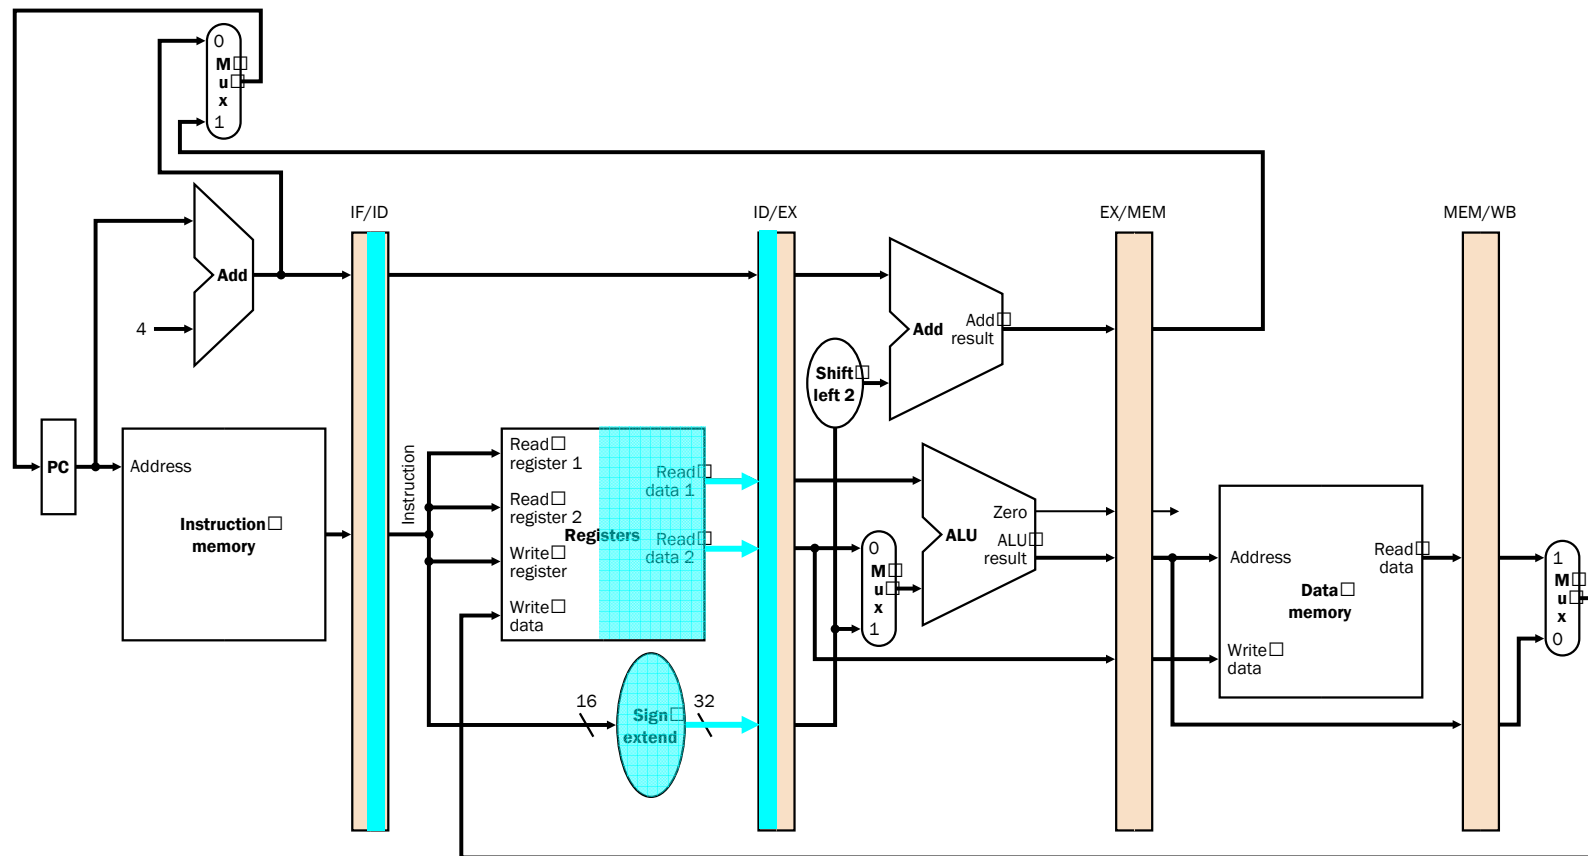 0
M
u
x
1
IF/ID
ID/EX
EX/MEM
MEM/WB
Add
4
Add
Add
result
Shift
left 2
PC
Address
Instruction
memory
Instruction
Read
register 1
Read
register 2
Write
register
Write
data
Registers
Read
data 1
Read
data 2
16
Sign
extend
32
0
M
u
x
1
ALU
Zero
ALU
result
Address
Read
data
Data
memory
Write
data
1
M
u
x
0